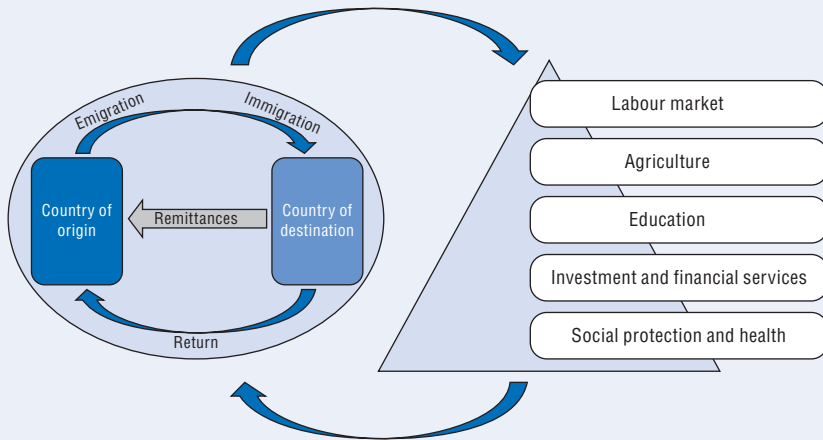 Emigration
Immigration
Country of
origin
Remittances
Country of
destination
Return
Labour market
Agriculture
Education
Investment and financial services
Social protection and health